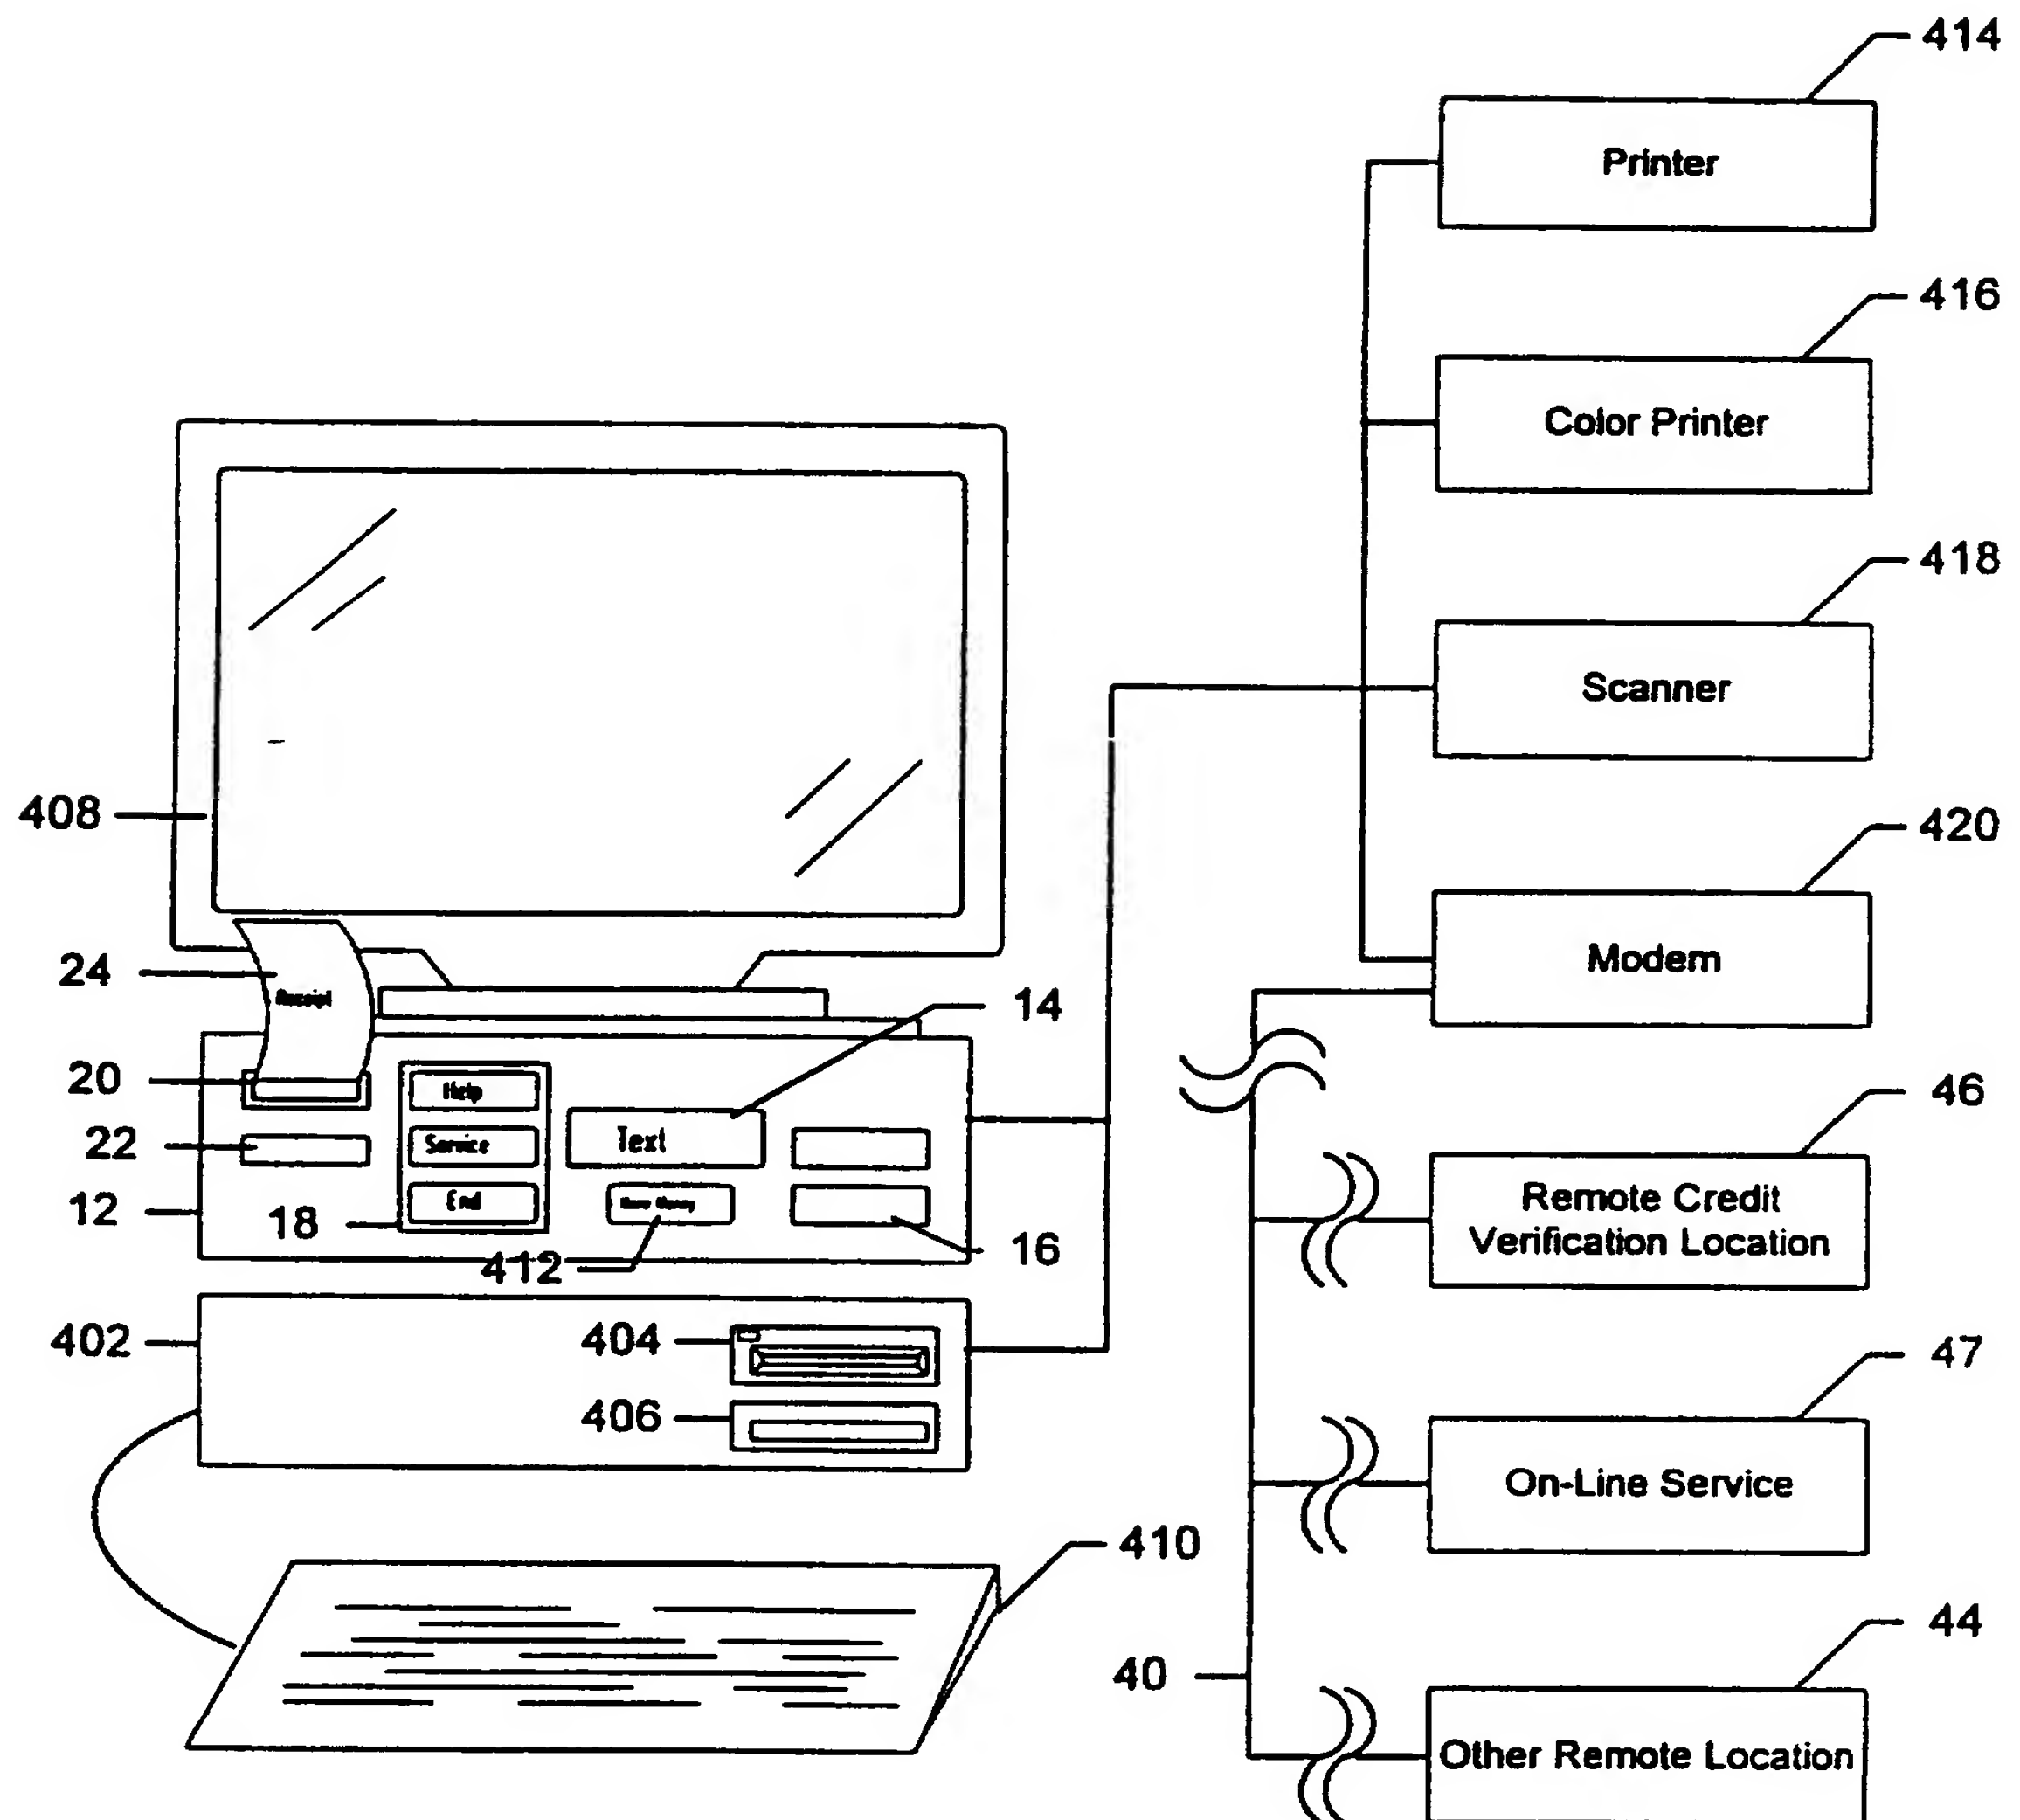 414
Printer
416
Color Printer
418
Scanner
408
420
Modem
24
Receipt
14
20
Help
46
22
Service
Text
Remote Credit
Verification Location
12
18
End
16
412
402
404
47
406
On-Line Service
410
44
40
Other Remote Location